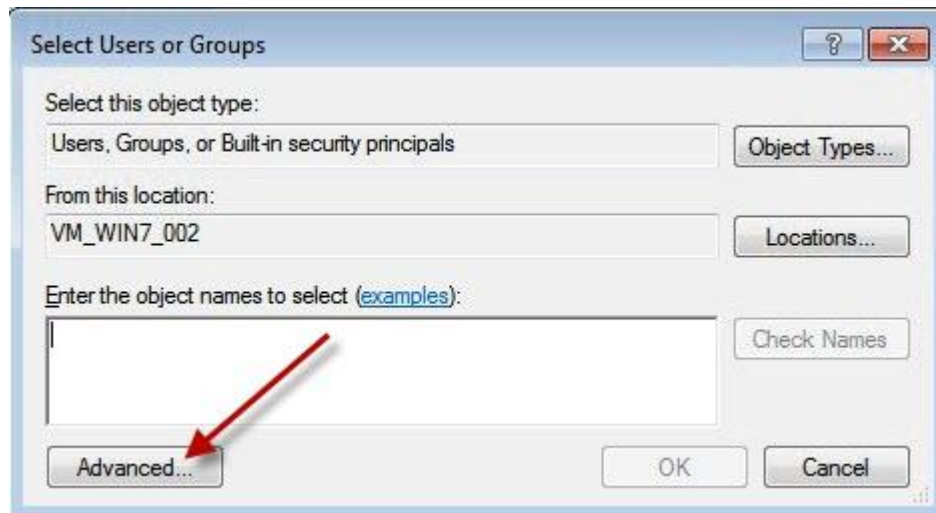 Select Users or Groups
?
Select this object type:
Users, Groups, or Built-in security principals
Object Types...
From this location:
VM_WIN7_002
Locations...
Enter the object names to select (examples):
Check Names
Advanced...
OK
Cancel